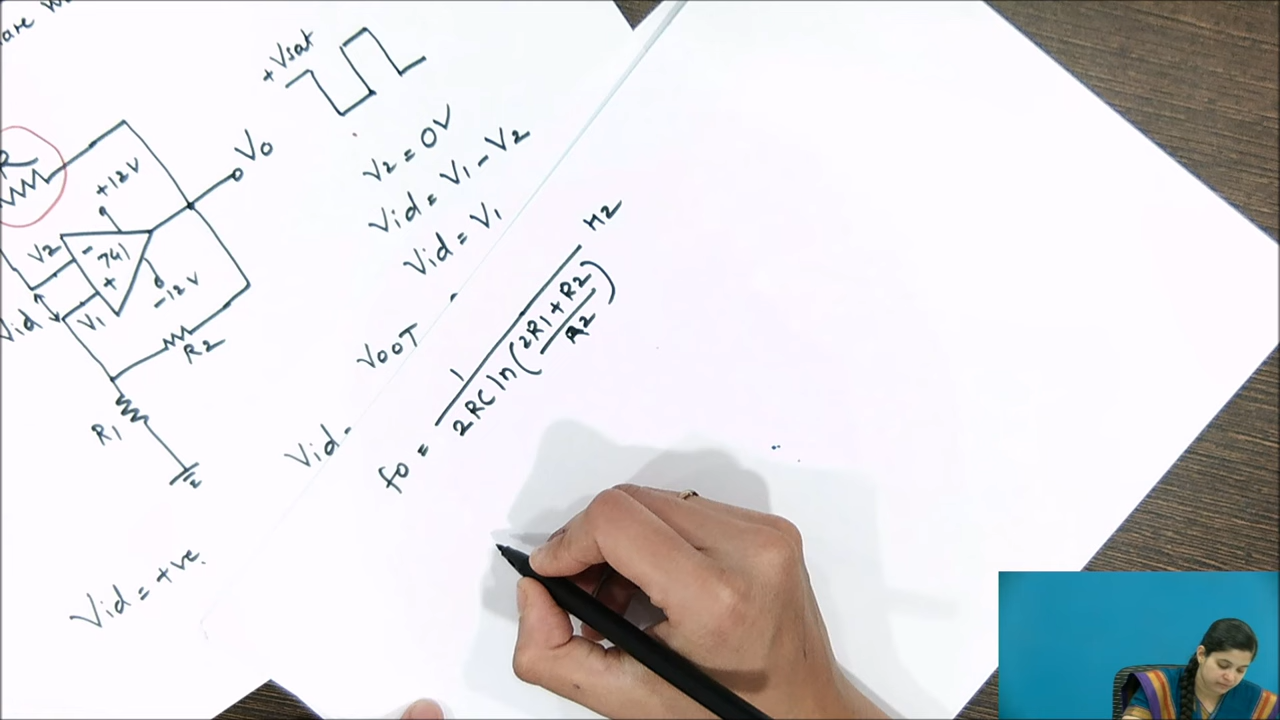 are
+Vsat
R
+12V
Vo
V2
-
741
+
-12V
Vid
V1
R2
R1
V2 = 0V
Vid = V1 - V2
Vid = V1
VOOT
Vid -
Vid = +ve.
fo = 1 / 2RC ln ( 2R1 + R2 / R2 ) HZ